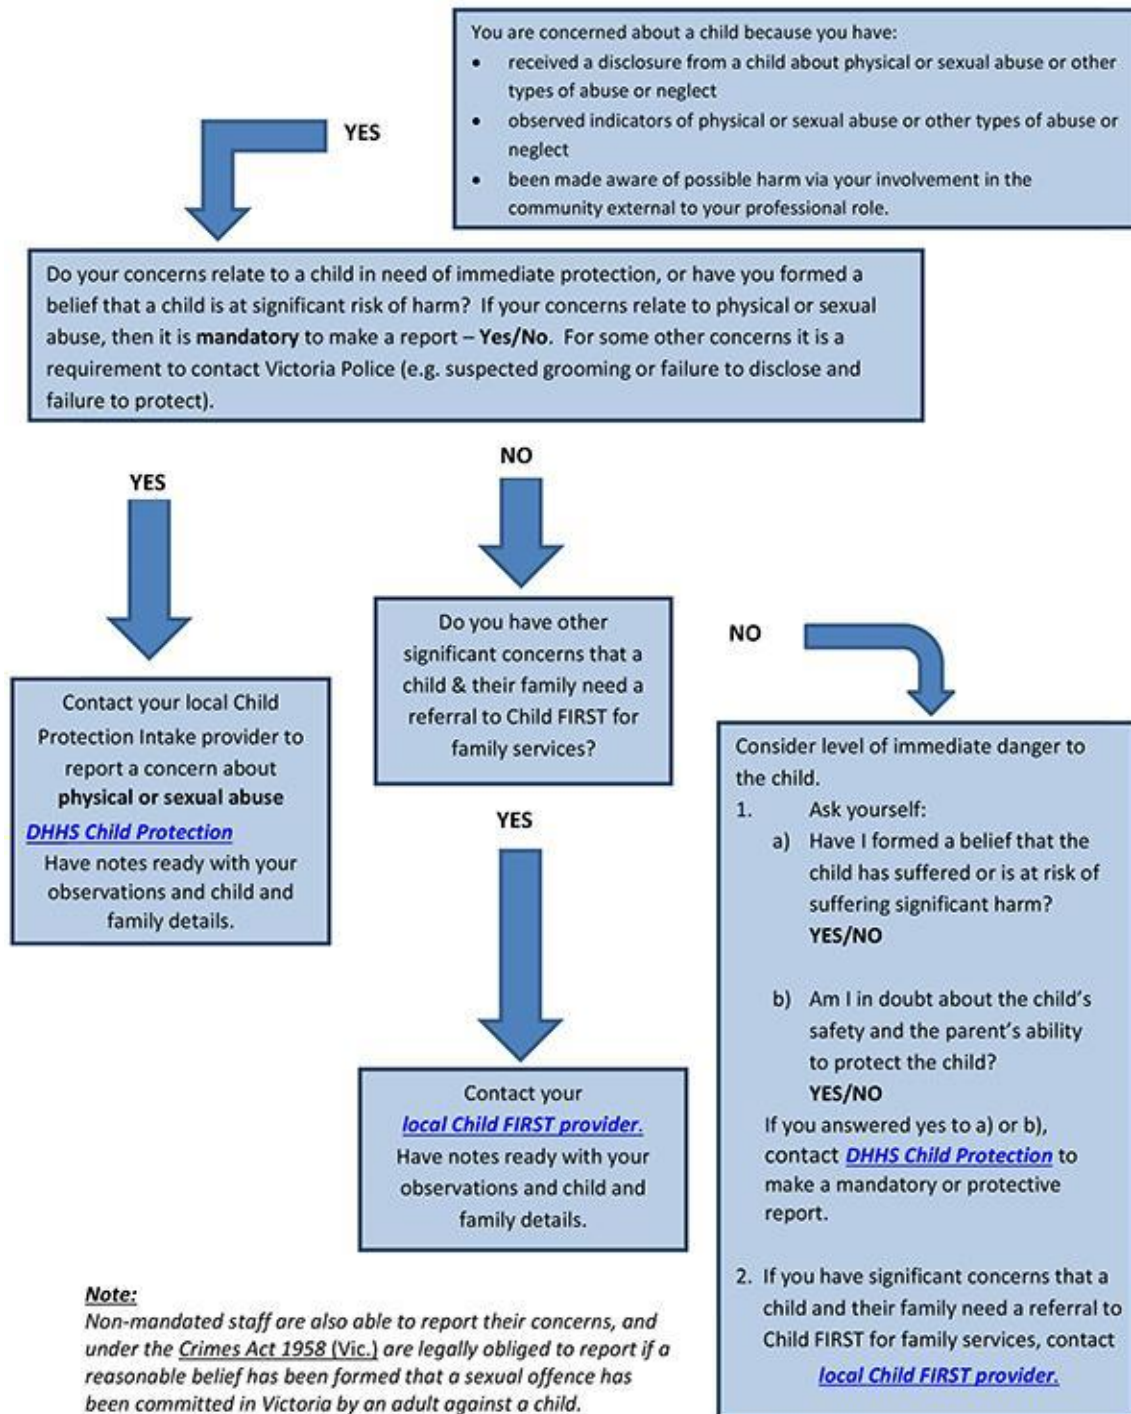 You are concerned about a child because you have:
• received a disclosure from a child about physical or sexual abuse or other
types of abuse or neglect
• observed indicators of physical or sexual abuse or other types of abuse or
neglect
• been made aware of possible harm via your involvement in the
community external to your professional role.
YES
Do your concerns relate to a child in need of immediate protection, or have you formed a
belief that a child is at significant risk of harm? If your concerns relate to physical or sexual
abuse, then it is mandatory to make a report – Yes/No. For some other concerns it is a
requirement to contact Victoria Police (e.g. suspected grooming or failure to disclose and
failure to protect).
YES
NO
Contact your local Child
Protection Intake provider to
report a concern about
physical or sexual abuse
DHHS Child Protection
Have notes ready with your
observations and child and
family details.
Do you have other
significant concerns that a
child & their family need a
referral to Child FIRST for
family services?
YES
Contact your
local Child FIRST provider.
Have notes ready with your
observations and child and
family details.
NO
Consider level of immediate danger to
the child.
1. Ask yourself:
a) Have I formed a belief that the
child has suffered or is at risk of
suffering significant harm?
YES/NO
b) Am I in doubt about the child's
safety and the parent's ability
to protect the child?
YES/NO
If you answered yes to a) or b),
contact DHHS Child Protection to
make a mandatory or protective
report.
2. If you have significant concerns that a
child and their family need a referral to
Child FIRST for family services, contact
local Child FIRST provider.
Note:
Non-mandated staff are also able to report their concerns, and
under the Crimes Act 1958 (Vic.) are legally obliged to report if a
reasonable belief has been formed that a sexual offence has
been committed in Victoria by an adult against a child.